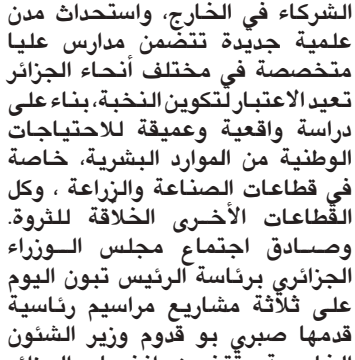 الشركاء في الخارج، واستحداث مدن
علمية جديدة تتضمن مدارس عليا
متخصصة في مختلف أنحاء الجزائر
تعيد الاعتبار لتكوين النخبة، بناء على
دراسة واقعية وعميقة للاحتياجات
الوطنية من الموارد البشرية، خاصة
في قطاعات الصناعة والزراعة ، وكل
القطاعات الأخرى الخلاقة للثروة.
وصادق اجتماع مجلس الوزراء
الجزائري برئاسة الرئيس تبون اليوم
على ثلاثة مشاريع مراسيم رئاسية
قدمها صبري بو قدوم وزير الشئون